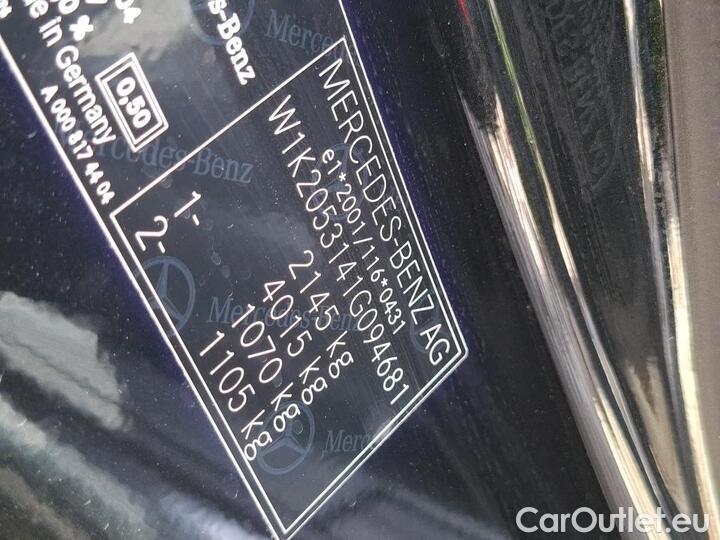 MERCEDES-BENZ AG
e1*2001/116*0431
W1K2053141G094681
2145 kg
4015 kg
1- 1070 kg
2- 1105 kg
Mercedes-Benz
0,50
in Germany
A 000 817 44 04
CarOutlet.eu